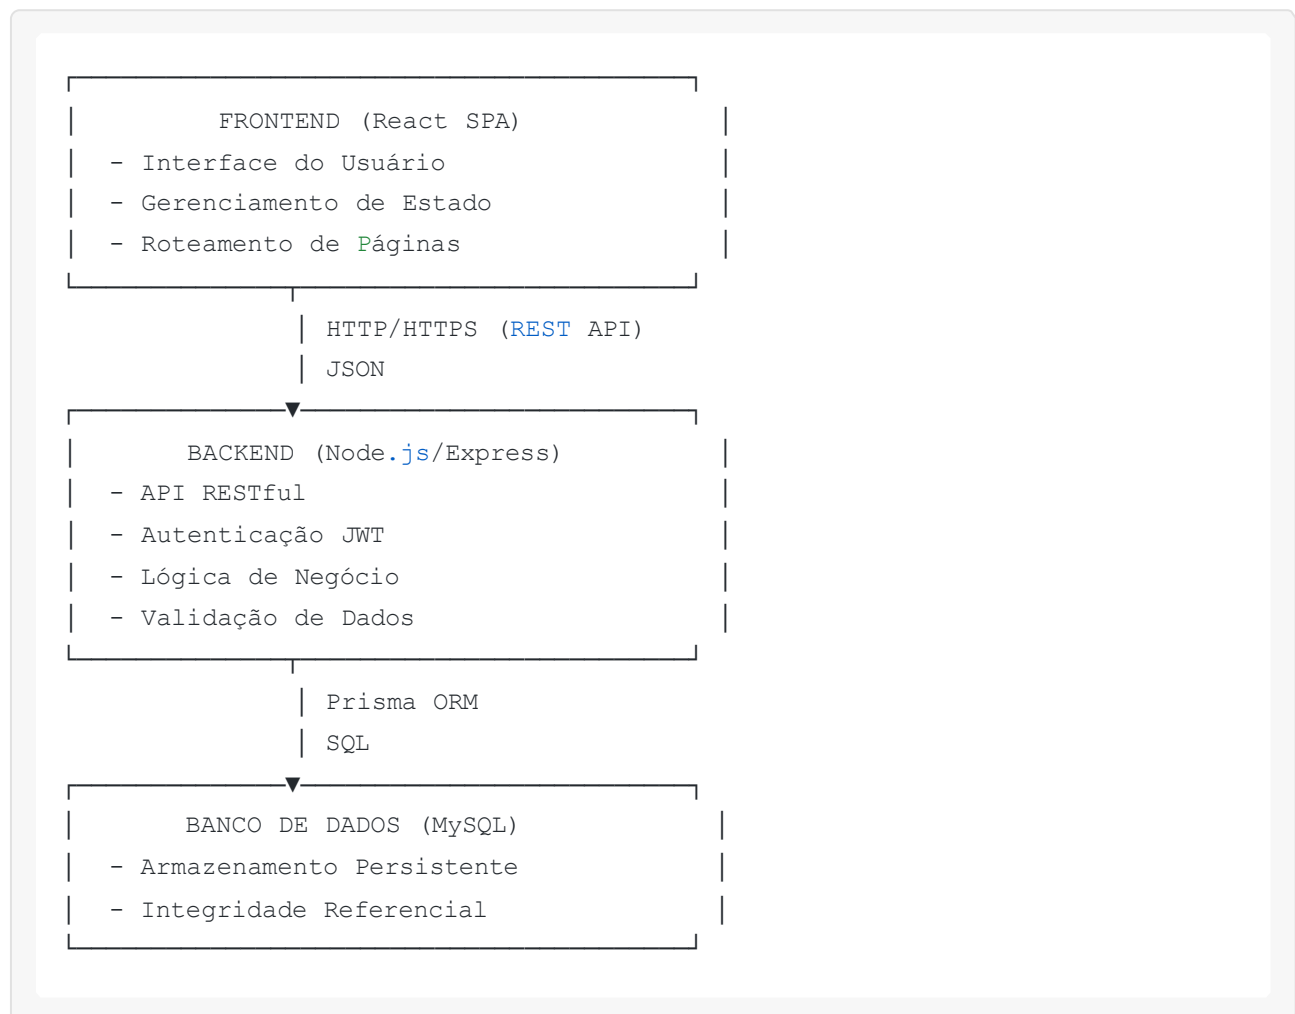 FRONTEND (React SPA)
- Interface do Usuário
- Gerenciamento de Estado
- Roteamento de Páginas
HTTP/HTTPS (REST API)
JSON
BACKEND (Node.js/Express)
- API RESTful
- Autenticação JWT
- Lógica de Negócio
- Validação de Dados
Prisma ORM
SQL
BANCO DE DADOS (MySQL)
- Armazenamento Persistente
- Integridade Referencial